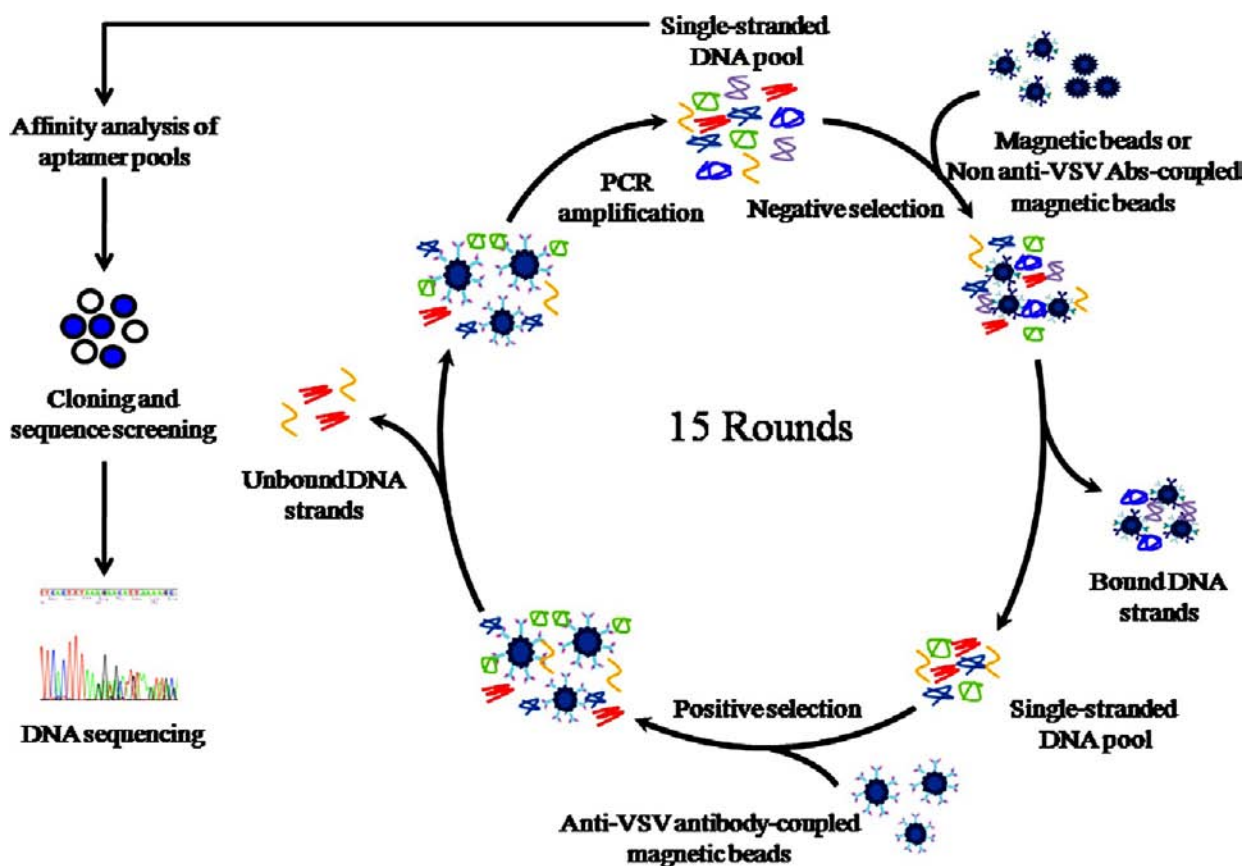 Single-stranded
DNA pool
Affinity analysis of
aptamer pools
Magnetic beads or
Non anti-VSV Abs-coupled
magnetic beads
PCR
amplification
Negative selection
Cloning and
sequence screening
15 Rounds
Unbound DNA
strands
Bound DNA
strands
Positive selection
Single-stranded
DNA pool
DNA sequencing
Anti-VSV antibody-coupled
magnetic beads